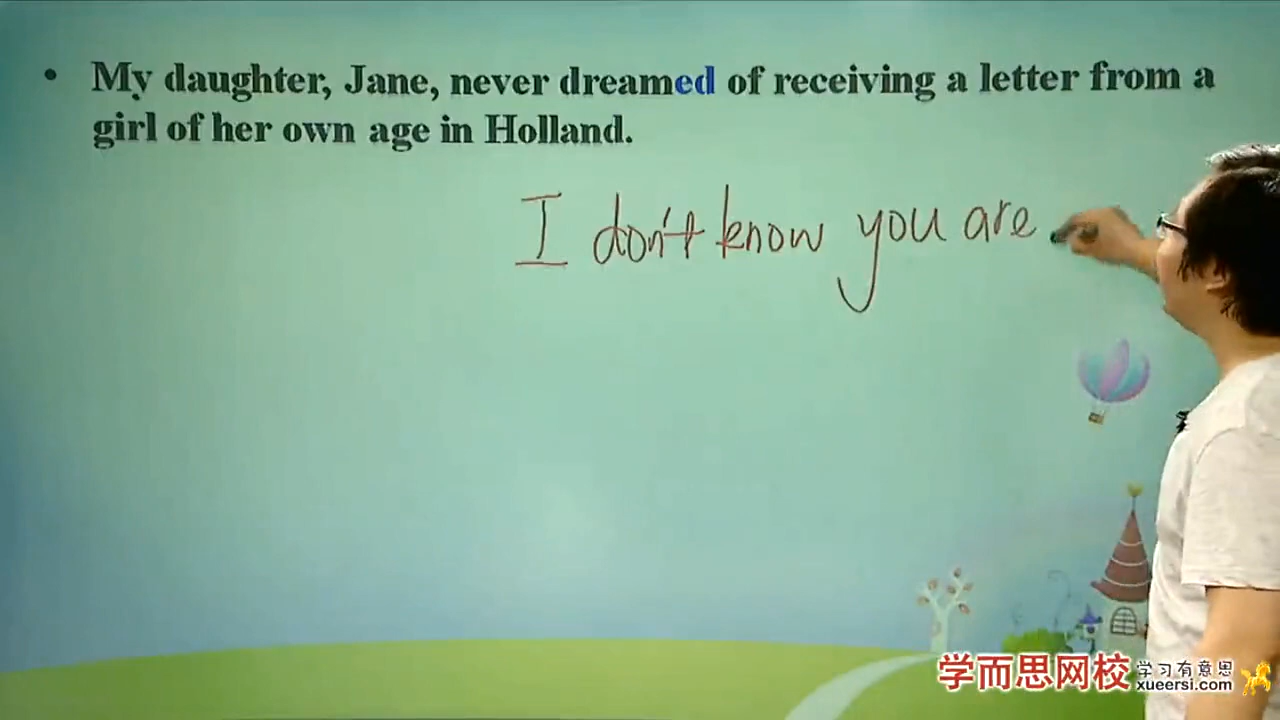 • My daughter, Jane, never dreamed of receiving a letter from a
girl of her own age in Holland.
I don't know you are
学而思网校 学习有意思
xueersi.com